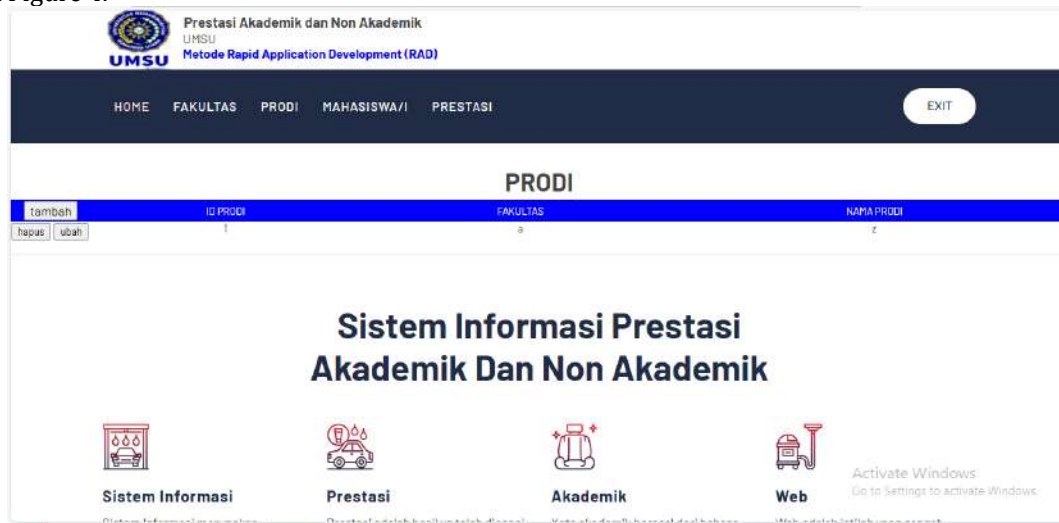 Prestasi Akademik dan Non Akademik
UMSU
Metode Rapid Application Development (RAD)
UMSU
HOME FAKULTAS PRODI MAHASISWA/I PRESTASI EXIT
PRODI
tambah ID PRODI FAKULTAS NAMA PRODI
hapus ubah 1 a z
Sistem Informasi Prestasi
Akademik Dan Non Akademik
Activate Windows
Go to Settings to activate Windows.
Sistem Informasi Prestasi Akademik Web